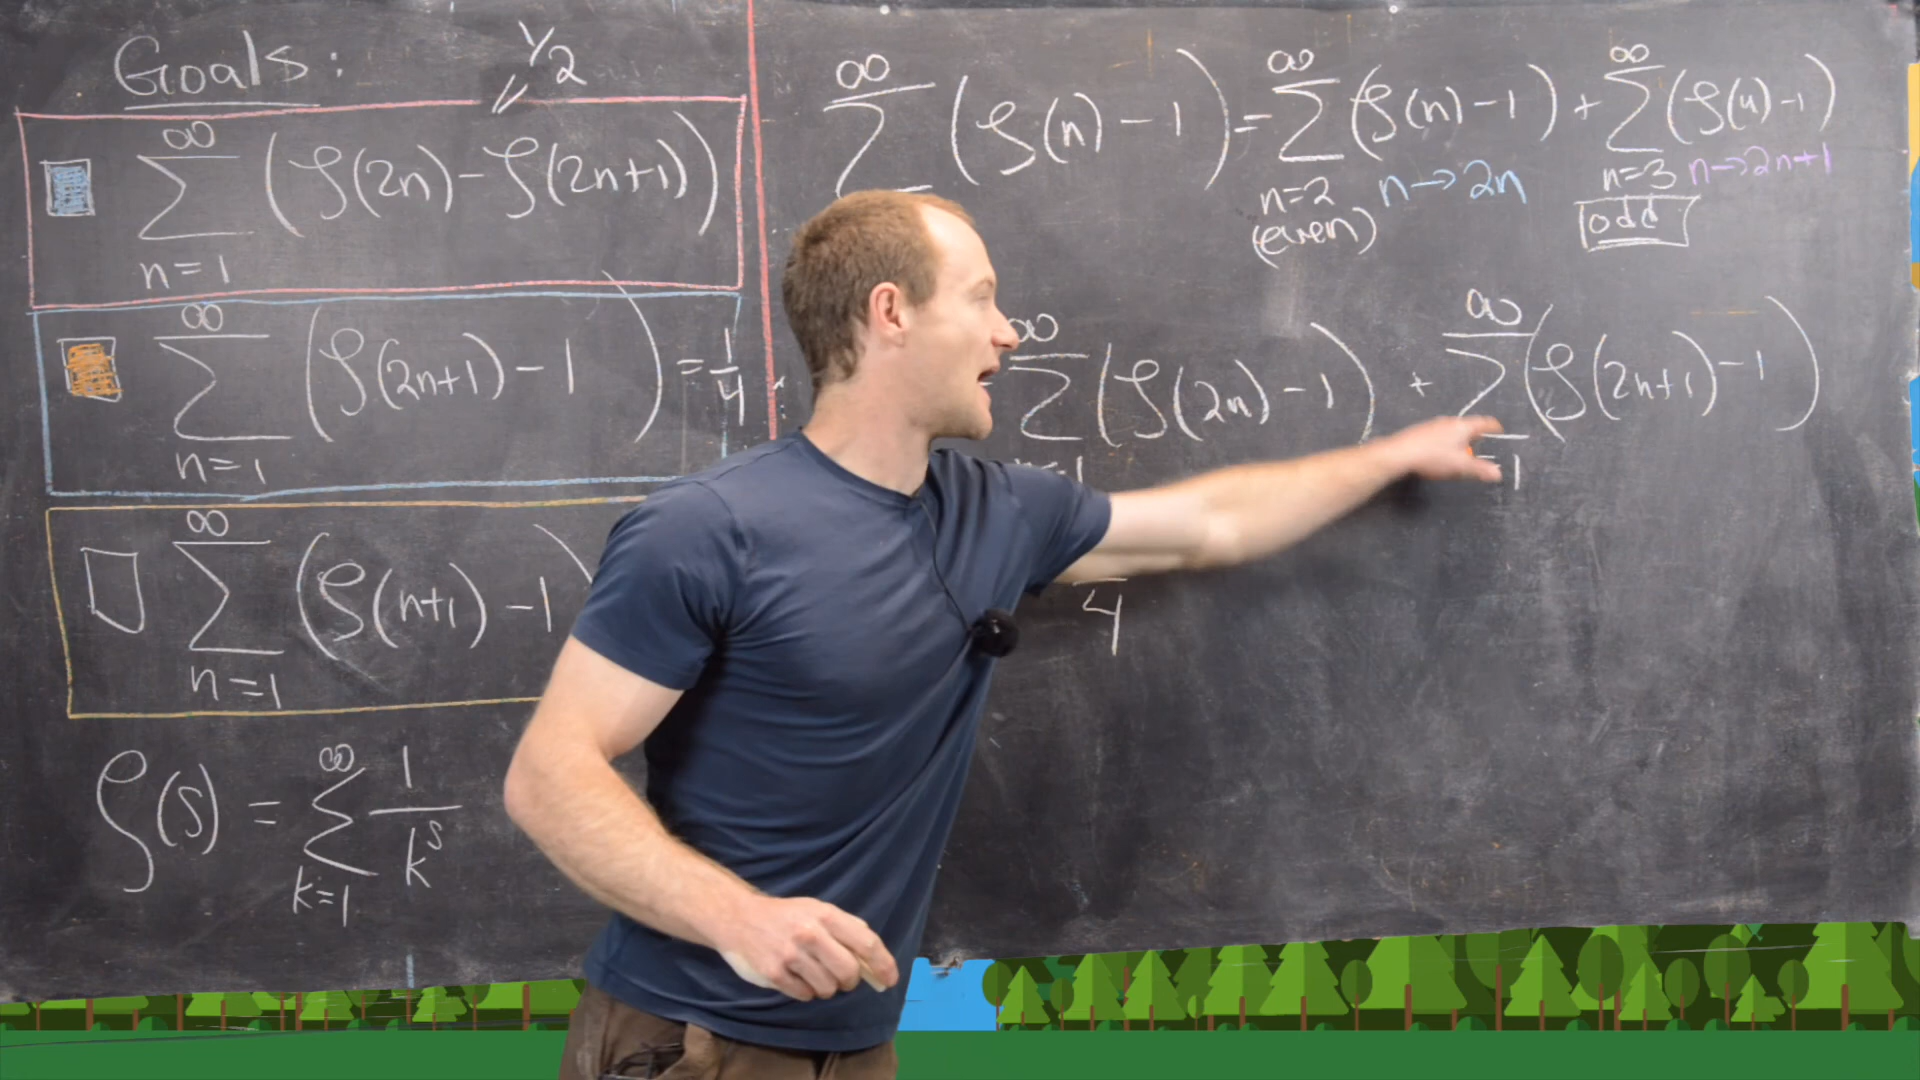 Goals:
1/2
∞
∑ (ζ(2n) − ζ(2n+1))
n=1
∞
∑ (ζ(2n+1) − 1) = 1/4
n=1
∞
∑ (ζ(n+1) − 1
n=1
ζ(s) = ∑ 1/k^s
∞
k=1
∞ ∞ ∞
∑ (ζ(n) − 1) = ∑ (ζ(n) − 1) + ∑ (ζ(n) − 1)
n=2 n→2n n=3 n→2n+1
(even) odd
∞ ∞
∑ (ζ(2n) − 1) + ∑ (ζ(2n+1) − 1)
=1 =1
4